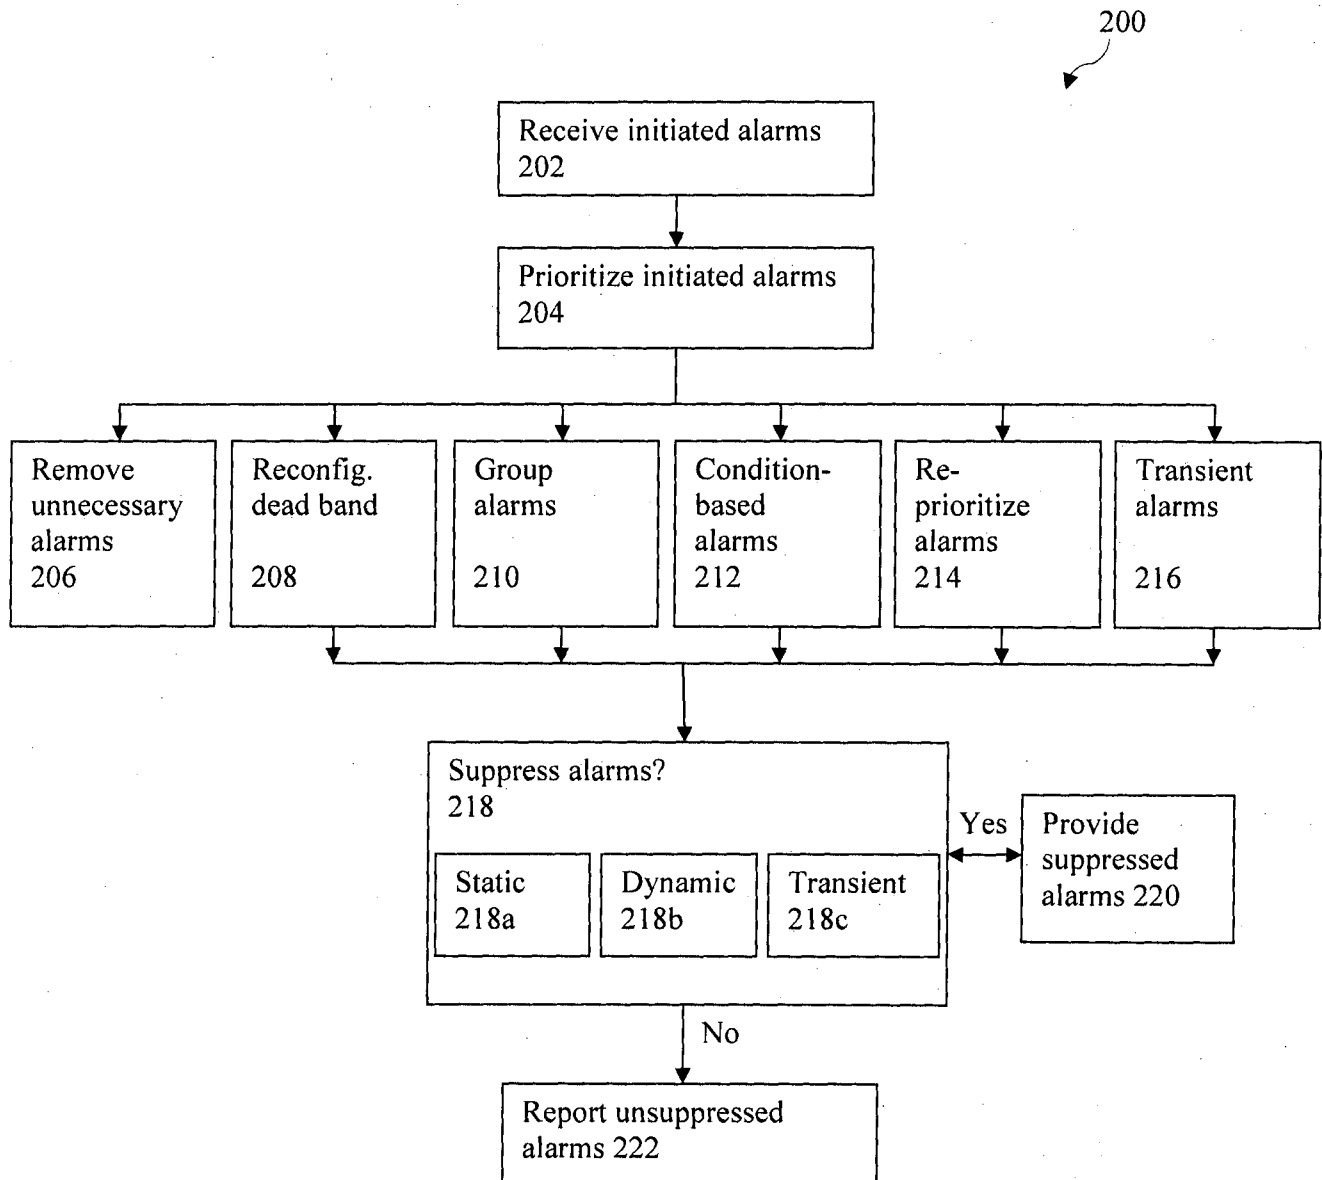 200
Receive initiated alarms
202
Prioritize initiated alarms
204
Remove
unnecessary
alarms
206
Reconfig.
dead band
208
Group
alarms
210
Condition-
based
alarms
212
Re-
prioritize
alarms
214
Transient
alarms
216
Suppress alarms?
218
Static
218a
Dynamic
218b
Transient
218c
Yes
Provide
suppressed
alarms 220
No
Report unsuppressed
alarms 222